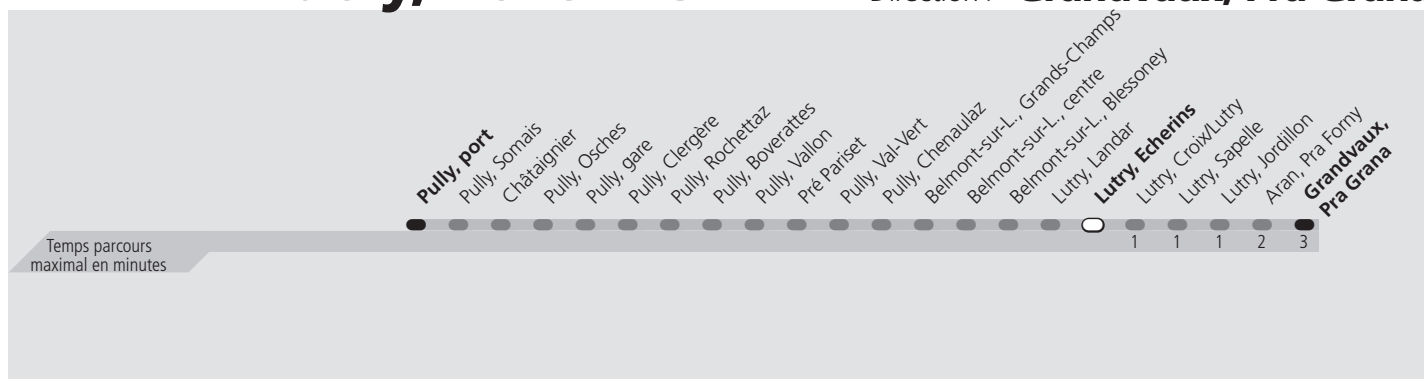 Pully, port
Pully, Somais
Châtaignier
Pully, Osches
Pully, gare
Pully, Clergère
Pully, Rochettaz
Pully, Boverattes
Pully, Vallon
Pré Pariset
Pully, Val-Vert
Pully, Chenaulaz
Belmont-sur-L., Grands-Champs
Belmont-sur-L., centre
Belmont-sur-L., Blessoney
Lutry, Landar
Lutry, Echerins
Lutry, Croix/Lutry
Lutry, Sapelle
Lutry, Jordillon
Aran, Pra Forny
Grandvaux,
Pra Grana
Temps parcours
maximal en minutes
1 1 1 2 3